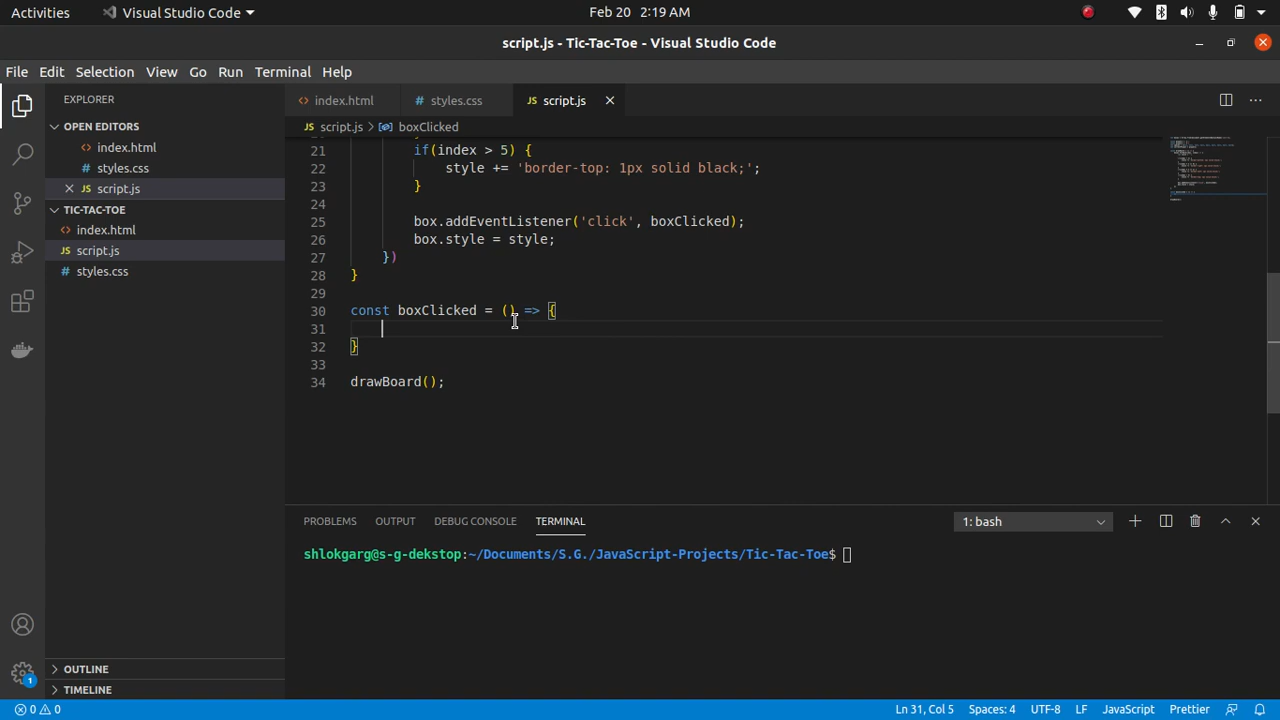 Activities
Visual Studio Code
Feb 20 2:19 AM
script.js - Tic-Tac-Toe - Visual Studio Code
File Edit Selection View Go Run Terminal Help
EXPLORER
OPEN EDITORS
index.html
styles.css
JS script.js
TIC-TAC-TOE
index.html
JS script.js
styles.css
OUTLINE
TIMELINE
1
index.html
styles.css
JS script.js
JS script.js > boxClicked
21 if(index > 5) {
22 style += 'border-top: 1px solid black;';
23 }
24
25 box.addEventListener('click', boxClicked);
26 box.style = style;
27 })
28 }
29
30 const boxClicked = () => {
31
32 }
33
34 drawBoard();
PROBLEMS OUTPUT DEBUG CONSOLE TERMINAL
1: bash
shlokgarg@s-g-dekstop:~/Documents/S.G./JavaScript-Projects/Tic-Tac-Toe$
0 0
Ln 31, Col 5 Spaces: 4 UTF-8 LF JavaScript Prettier